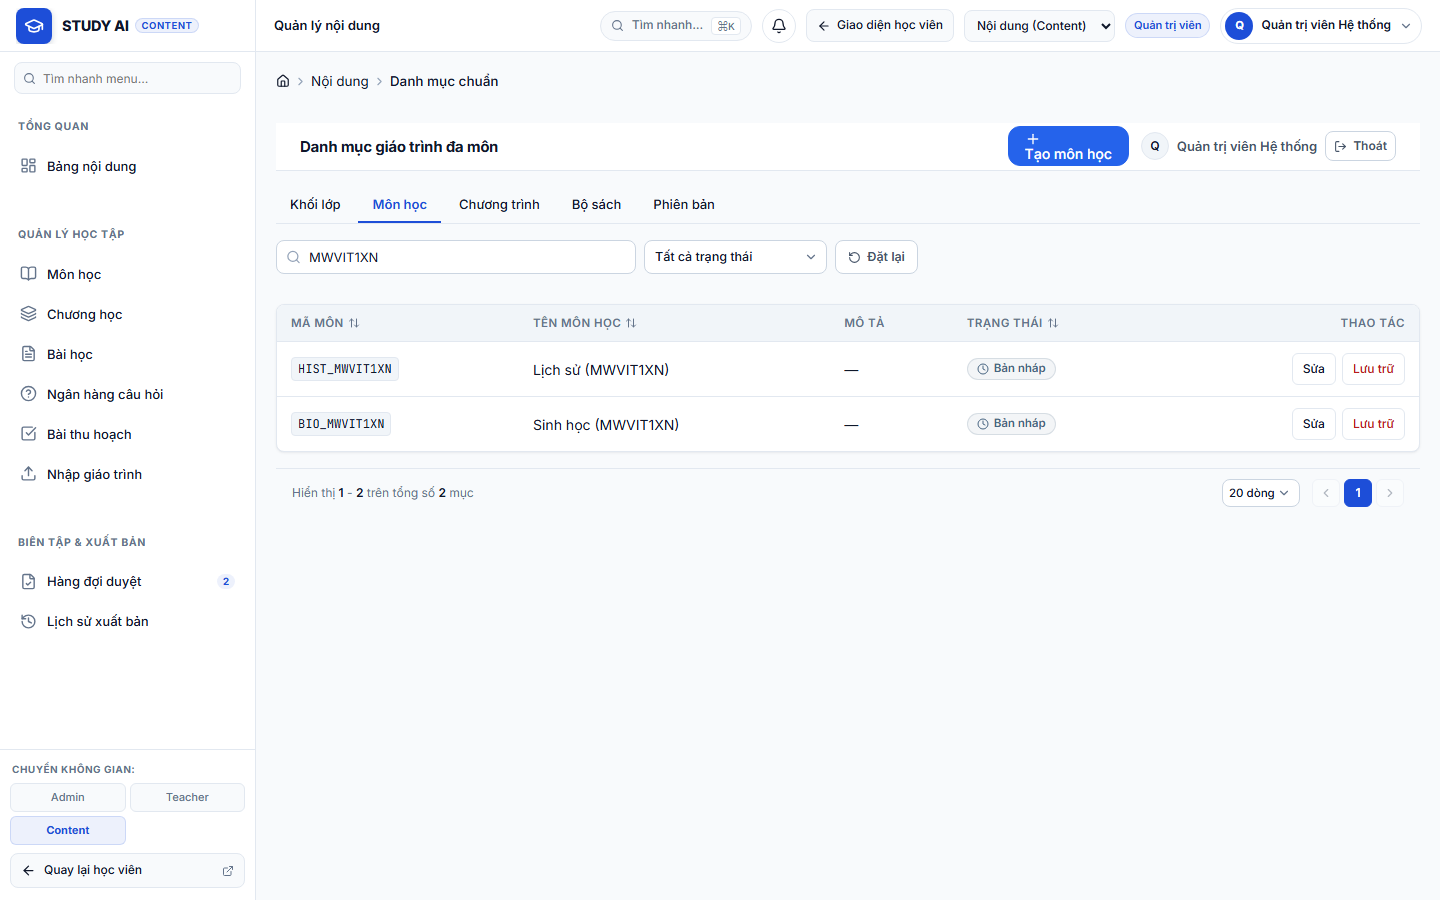 STUDY AI CONTENT
Quản lý nội dung
Tìm nhanh... ⌘K
Giao diện học viên
Nội dung (Content)
Quản trị viên
Q Quản trị viên Hệ thống
Tìm nhanh menu...
TỔNG QUAN
Bảng nội dung
QUẢN LÝ HỌC TẬP
Môn học
Chương học
Bài học
Ngân hàng câu hỏi
Bài thu hoạch
Nhập giáo trình
BIÊN TẬP & XUẤT BẢN
Hàng đợi duyệt 2
Lịch sử xuất bản
CHUYỂN KHÔNG GIAN:
Admin Teacher
Content
Quay lại học viên
Nội dung > Danh mục chuẩn
Danh mục giáo trình đa môn
Tạo môn học
Q Quản trị viên Hệ thống
Thoát
Khối lớp Môn học Chương trình Bộ sách Phiên bản
MWVIT1XN
Tất cả trạng thái
Đặt lại
MÃ MÔN TÊN MÔN HỌC MÔ TẢ TRẠNG THÁI THAO TÁC
HIST_MWVIT1XN Lịch sử (MWVIT1XN) — Bản nháp Sửa Lưu trữ
BIO_MWVIT1XN Sinh học (MWVIT1XN) — Bản nháp Sửa Lưu trữ
Hiển thị 1 - 2 trên tổng số 2 mục
20 dòng
1